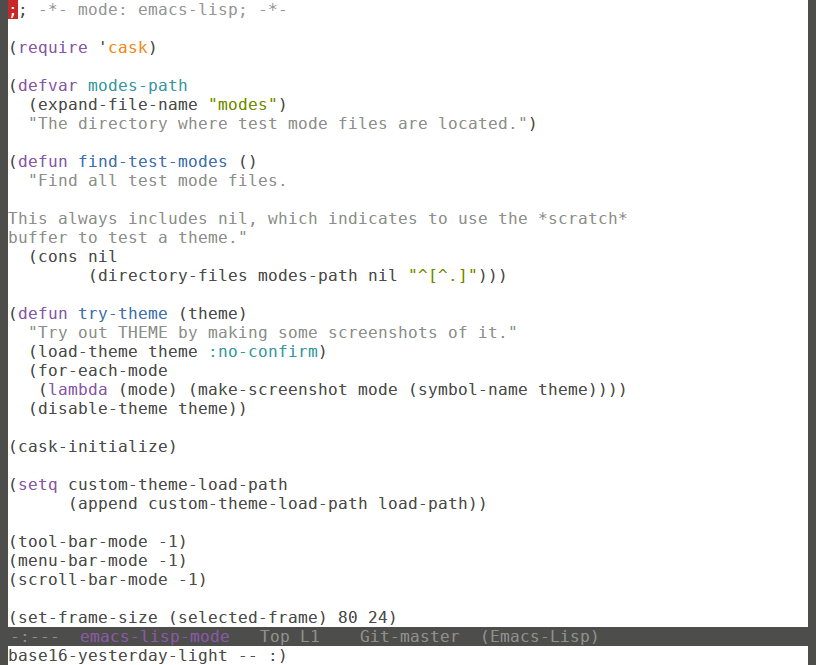 ;; -*- mode: emacs-lisp; -*-

(require 'cask)

(defvar modes-path
  (expand-file-name "modes")
  "The directory where test mode files are located.")

(defun find-test-modes ()
  "Find all test mode files.

This always includes nil, which indicates to use the *scratch*
buffer to test a theme."
  (cons nil
        (directory-files modes-path nil "^[^.]")))

(defun try-theme (theme)
  "Try out THEME by making some screenshots of it."
  (load-theme theme :no-confirm)
  (for-each-mode
   (lambda (mode) (make-screenshot mode (symbol-name theme))))
  (disable-theme theme))

(cask-initialize)

(setq custom-theme-load-path
      (append custom-theme-load-path load-path))

(tool-bar-mode -1)
(menu-bar-mode -1)
(scroll-bar-mode -1)

(set-frame-size (selected-frame) 80 24)
-:---  emacs-lisp-mode   Top L1    Git-master  (Emacs-Lisp)
base16-yesterday-light -- :)